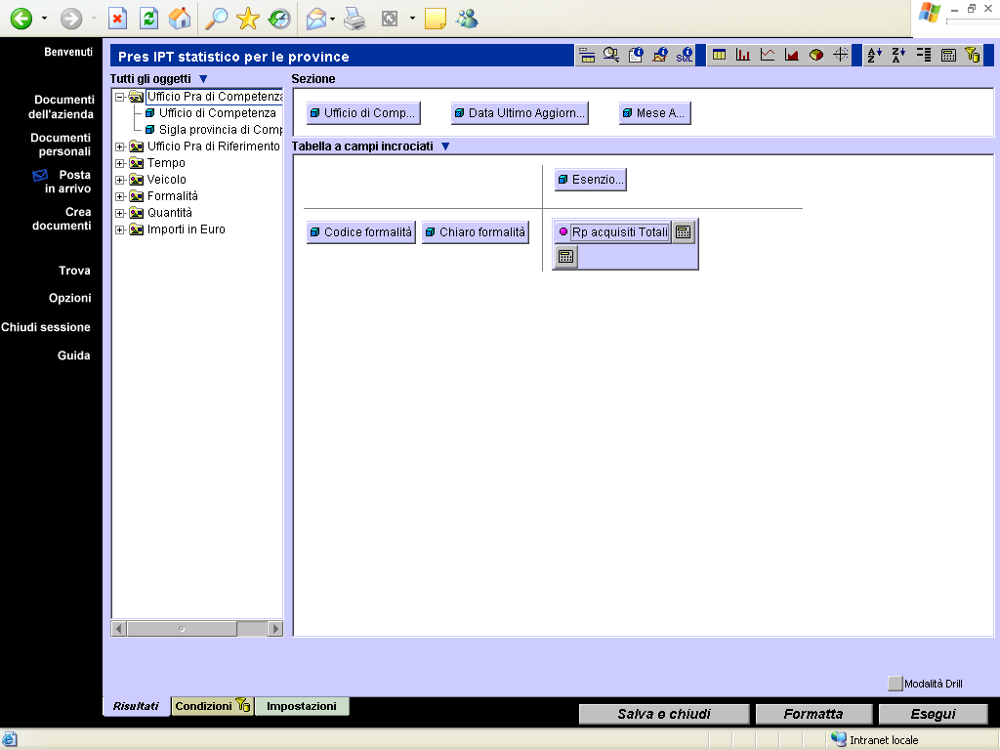 Benvenuti
Documenti
dell'azienda
Documenti
personali
Posta
in arrivo
Crea
documenti
Trova
Opzioni
Chiudi sessione
Guida
Pres IPT statistico per le province
SQL
A
Z
Z
A
Tutti gli oggetti
Ufficio Pra di Competenza
Ufficio di Competenza
Sigla provincia di Comp
Ufficio Pra di Riferimento
Tempo
Veicolo
Formalità
Quantità
Importi in Euro
Sezione
Ufficio di Comp...
Data Ultimo Aggiorn...
Mese A...
Tabella a campi incrociati
Esenzio...
Codice formalità
Chiaro formalità
Rp acquisiti Totali
Modalità Drill
Risultati
Condizioni
Impostazioni
Salva e chiudi
Formatta
Esegui
Intranet locale